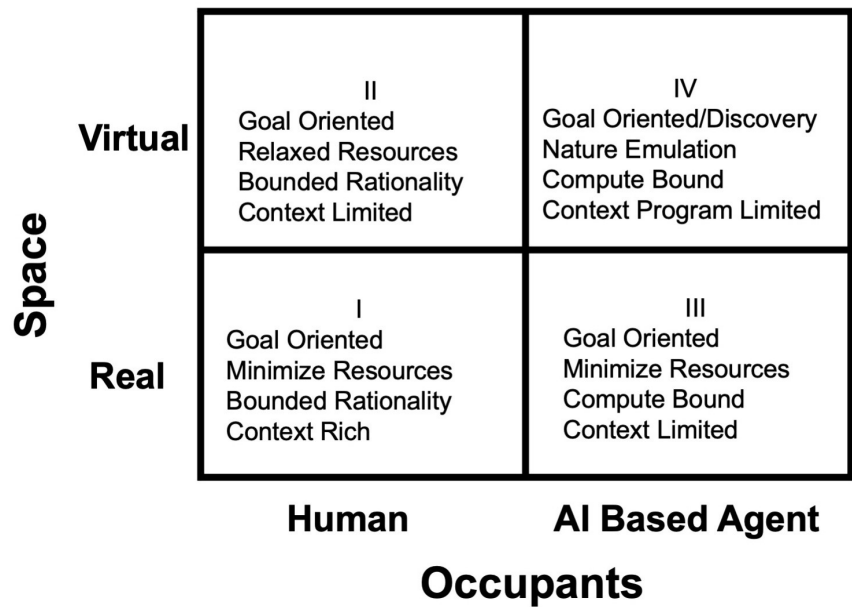 Space
Virtual
II
Goal Oriented
Relaxed Resources
Bounded Rationality
Context Limited
IV
Goal Oriented/Discovery
Nature Emulation
Compute Bound
Context Program Limited
Real
I
Goal Oriented
Minimize Resources
Bounded Rationality
Context Rich
III
Goal Oriented
Minimize Resources
Compute Bound
Context Limited
Human
AI Based Agent
Occupants